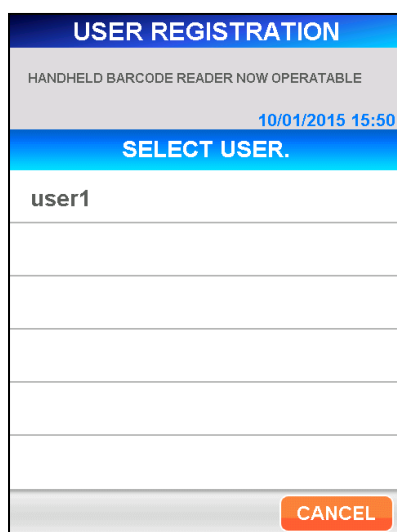 USER REGISTRATION
HANDHELD BARCODE READER NOW OPERATABLE
10/01/2015 15:50
SELECT USER.
user1
CANCEL